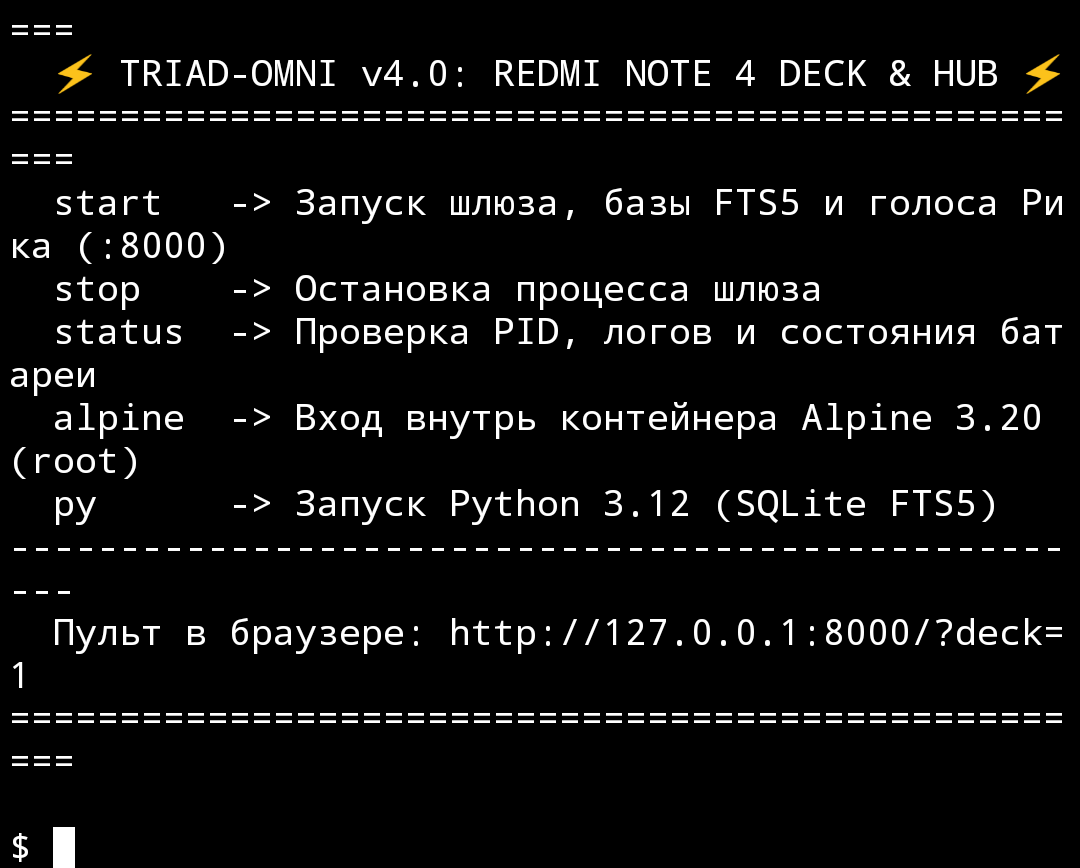 ===
⚡ TRIAD-OMNI v4.0: REDMI NOTE 4 DECK & HUB ⚡
================================================
===
start -> Запуск шлюза, базы FTS5 и голоса Ри
ка (:8000)
stop -> Остановка процесса шлюза
status -> Проверка PID, логов и состояния бат
ареи
alpine -> Вход внутрь контейнера Alpine 3.20
(root)
py -> Запуск Python 3.12 (SQLite FTS5)
------------------------------------------------
---
Пульт в браузере: http://127.0.0.1:8000/?deck=
1
================================================
===
$